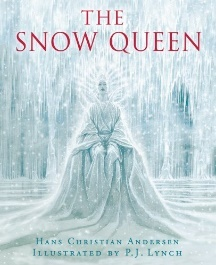 THE
SNOW QUEEN
HANS CHRISTIAN ANDERSEN
ILLUSTRATED BY P.J. LYNCH